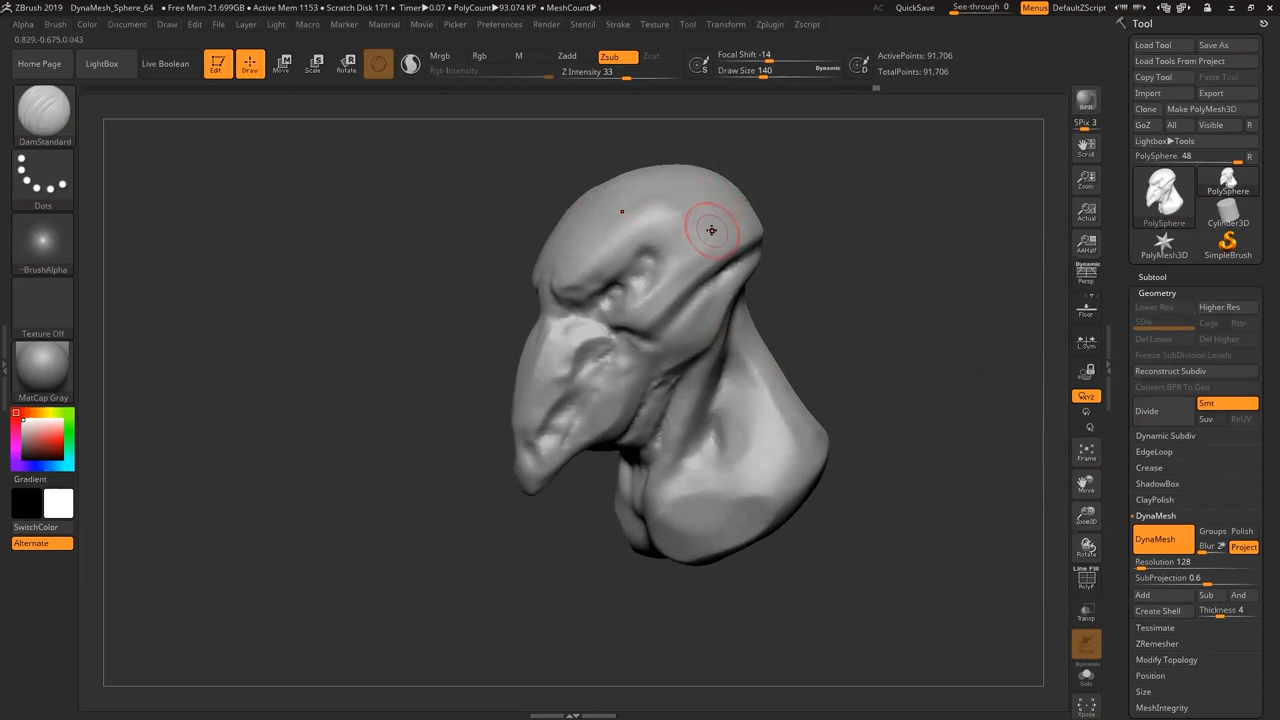 ZBrush 2019 DynaMesh_Sphere_64 • Free Mem 21.699GB • Active Mem 1153 • Scratch Disk 171 • Timer▶0.07 • PolyCount▶93.074 KP • MeshCount▶1 AC QuickSave See-through 0 Menus DefaultZScript
Alpha Brush Color Document Draw Edit File Layer Light Macro Marker Material Movie Picker Preferences Render Stencil Stroke Texture Tool Transform Zplugin Zscript
0.829,-0.675,0.043
Home Page LightBox Live Boolean Edit Draw Move Scale Rotate Mrgb Rgb M Zadd Zsub Zcut Focal Shift -14 ActivePoints: 91,706
Rgb Intensity Z Intensity 33 Draw Size 140 Dynamic TotalPoints: 91,706
S D
DamStandard
Dots
~BrushAlpha
Texture Off
MatCap Gray
Gradient
SwitchColor
Alternate
BPR
SPix 3
Scroll
Zoom
Actual
AAHalf
Dynamic
Persp
Floor
L.Sym
XYZ
Frame
Move
Zoom3D
Rotate
Line Fill
PolyF
Transp
Dynamic
Solo
Xpose
Tool
Load Tool Save As
Load Tools From Project
Copy Tool Paste Tool
Import Export
Clone Make PolyMesh3D
GoZ All Visible R
Lightbox▶Tools
PolySphere. 48 R
PolySphere PolySphere
Cylinder3D
PolyMesh3D SimpleBrush
Subtool
Geometry
Lower Res Higher Res
SDiv Cage Rstr
Del Lower Del Higher
Freeze SubDivision Levels
Reconstruct Subdiv
Convert BPR To Geo
Divide Smt
Suv ReUV
Dynamic Subdiv
EdgeLoop
Crease
ShadowBox
ClayPolish
DynaMesh
DynaMesh Groups Polish
Blur 2 Project
Resolution 128
SubProjection 0.6
Add Sub And
Create Shell Thickness 4
Tessimate
ZRemesher
Modify Topology
Position
Size
MeshIntegrity